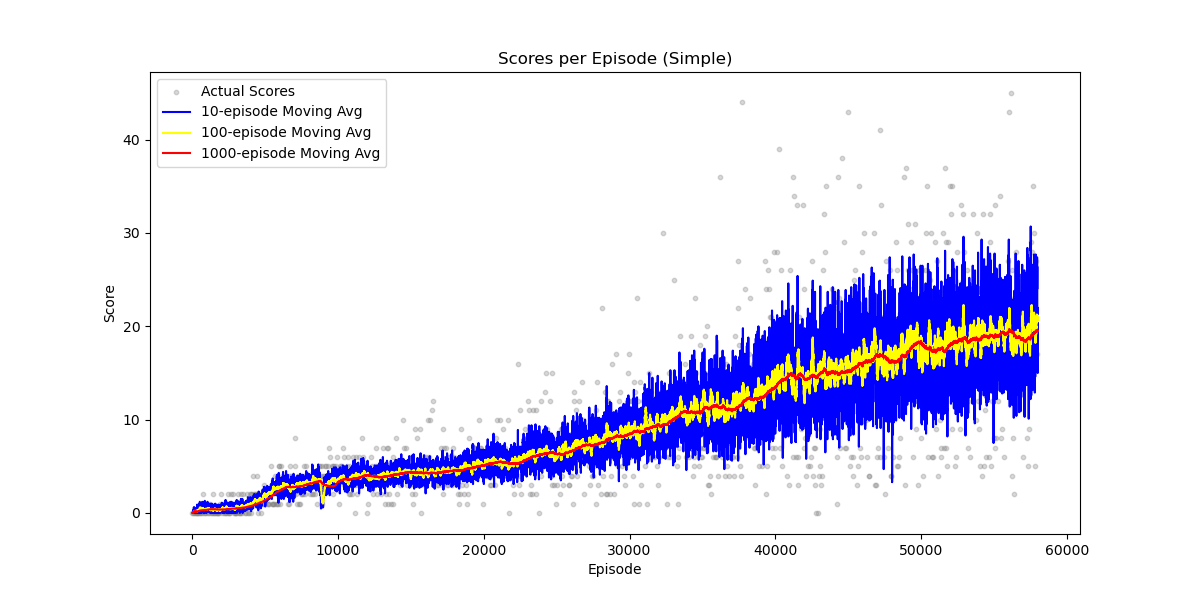 Scores per Episode (Simple)
Actual Scores
10-episode Moving Avg
100-episode Moving Avg
1000-episode Moving Avg
Score
40
30
20
10
0
0 10000 20000 30000 40000 50000 60000
Episode